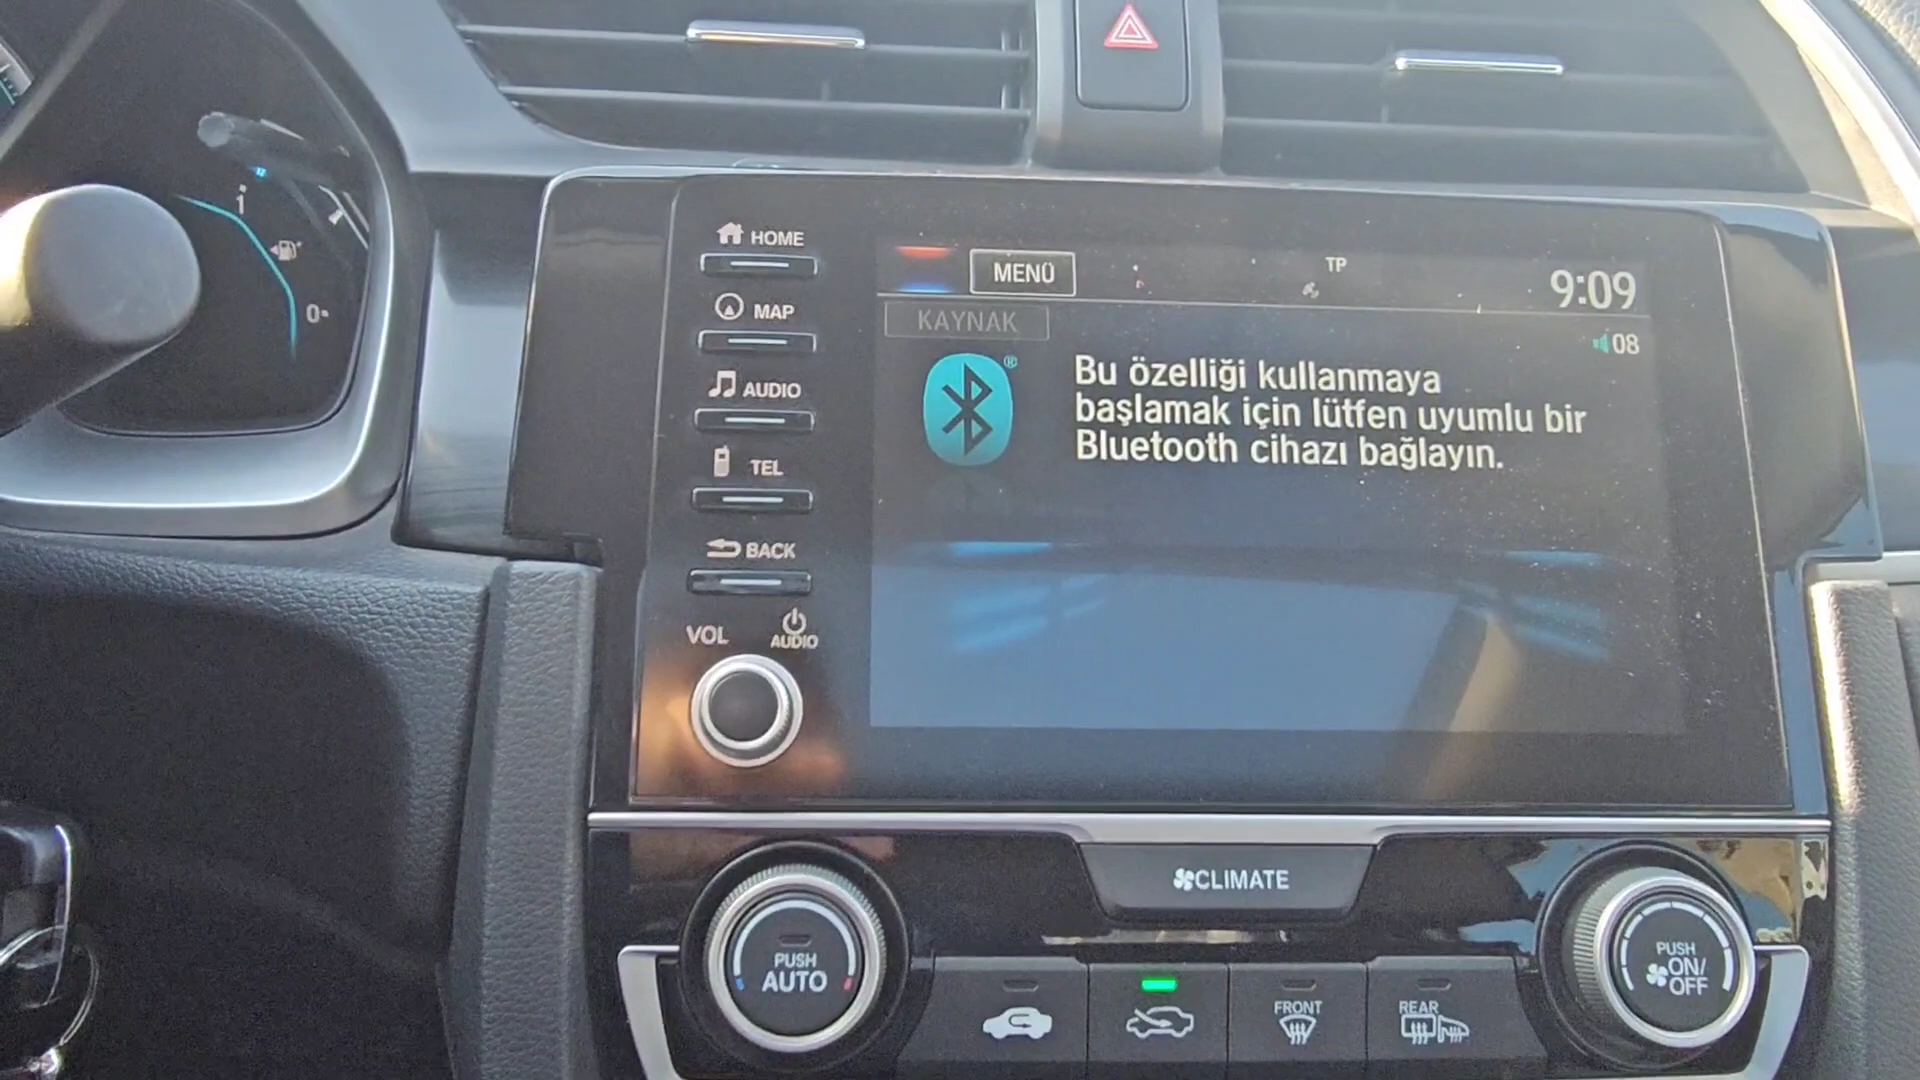 HOME
MAP
AUDIO
TEL
BACK
VOL
AUDIO
MENÜ
TP
9:09
KAYNAK
08
Bu özelliği kullanmaya
başlamak için lütfen uyumlu bir
Bluetooth cihazı bağlayın.
®
i
0
CLIMATE
PUSH
AUTO
FRONT
REAR
PUSH
ON/
OFF